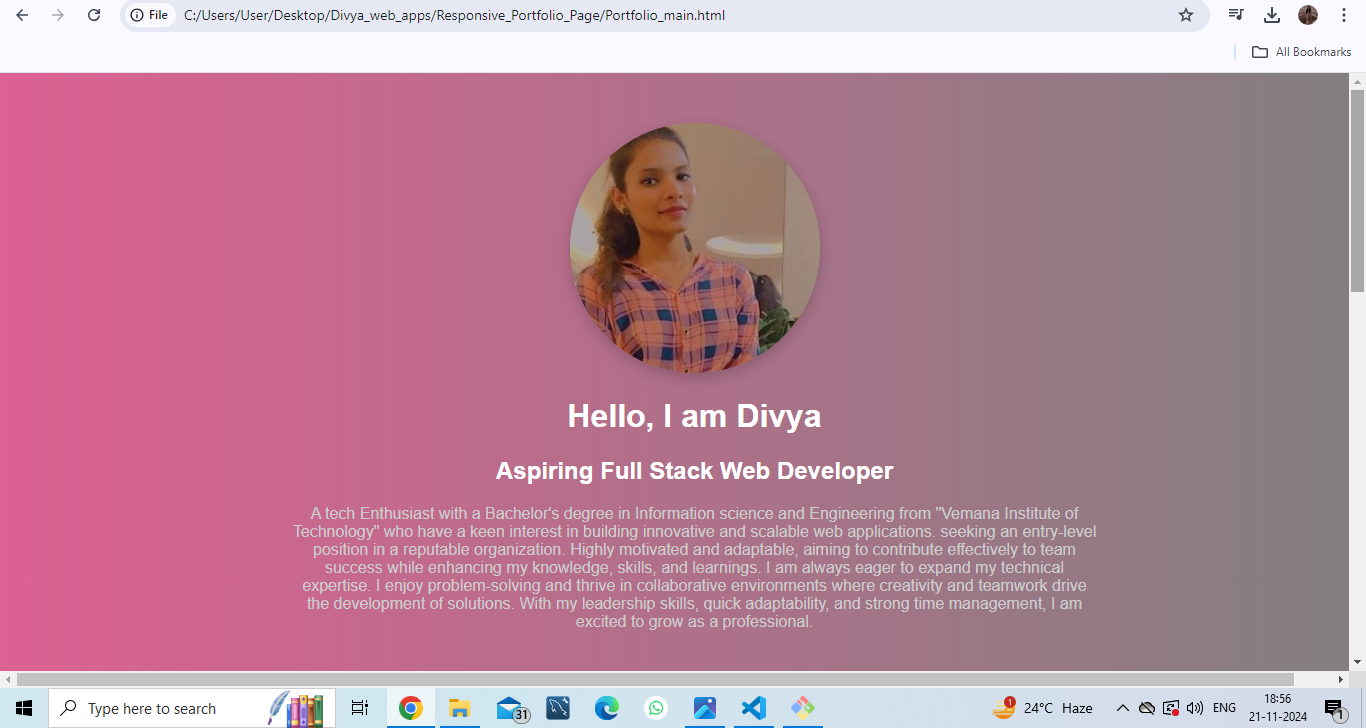 File
C:/Users/User/Desktop/Divya_web_apps/Responsive_Portfolio_Page/Portfolio_main.html
All Bookmarks
Hello, I am Divya
Aspiring Full Stack Web Developer
A tech Enthusiast with a Bachelor's degree in Information science and Engineering from "Vemana Institute of
Technology" who have a keen interest in building innovative and scalable web applications. seeking an entry-level
position in a reputable organization. Highly motivated and adaptable, aiming to contribute effectively to team
success while enhancing my knowledge, skills, and learnings. I am always eager to expand my technical
expertise. I enjoy problem-solving and thrive in collaborative environments where creativity and teamwork drive
the development of solutions. With my leadership skills, quick adaptability, and strong time management, I am
excited to grow as a professional.
Type here to search
31
1
24°C Haze
ENG
18:56
21-11-2024
1